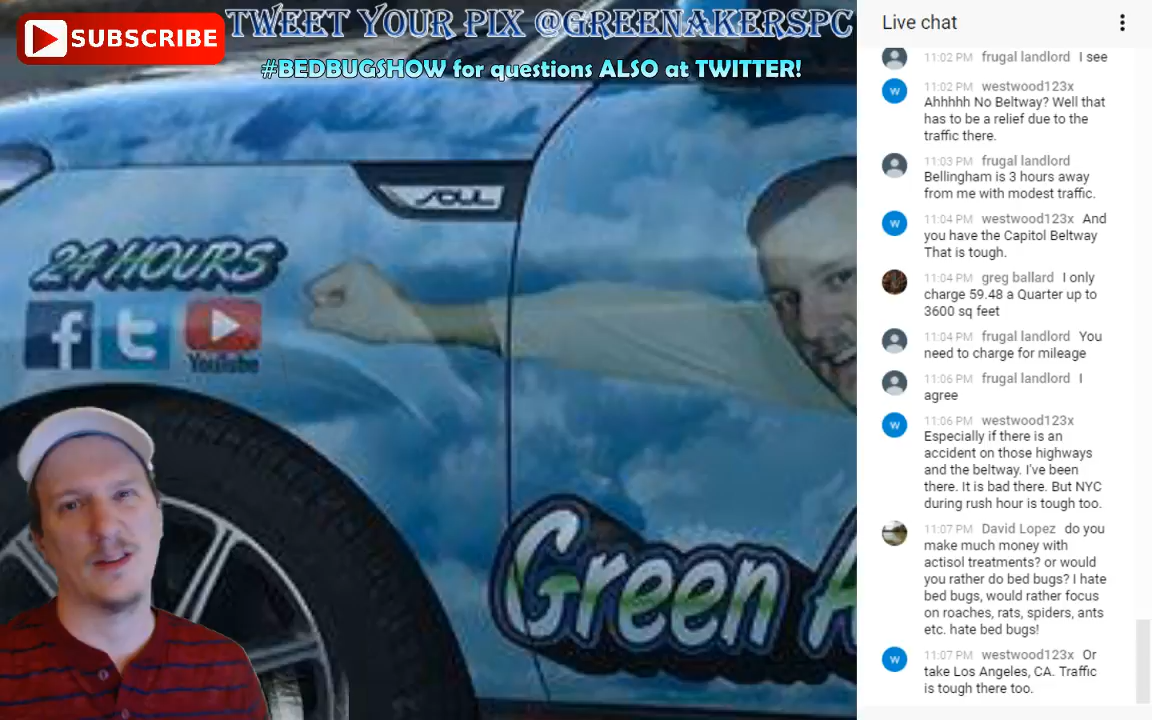 SUBSCRIBE
TWEET YOUR PIX @GREENAKERSPC
#BEDBUGSHOW for questions ALSO at TWITTER!
SOUL
24 HOURS
f t YouTube
Green A
Live chat
11:02 PM frugal landlord I see
W 11:02 PM westwood123x
Ahhhhh No Beltway? Well that
has to be a relief due to the
traffic there.
11:03 PM frugal landlord
Bellingham is 3 hours away
from me with modest traffic.
W 11:04 PM westwood123x And
you have the Capitol Beltway
That is tough.
11:04 PM greg ballard I only
charge 59.48 a Quarter up to
3600 sq feet
11:04 PM frugal landlord You
need to charge for mileage
11:06 PM frugal landlord I
agree
W 11:06 PM westwood123x
Especially if there is an
accident on those highways
and the beltway. I've been
there. It is bad there. But NYC
during rush hour is tough too.
11:07 PM David Lopez do you
make much money with
actisol treatments? or would
you rather do bed bugs? I hate
bed bugs, would rather focus
on roaches, rats, spiders, ants
etc. hate bed bugs!
W 11:07 PM westwood123x Or
take Los Angeles, CA. Traffic
is tough there too.